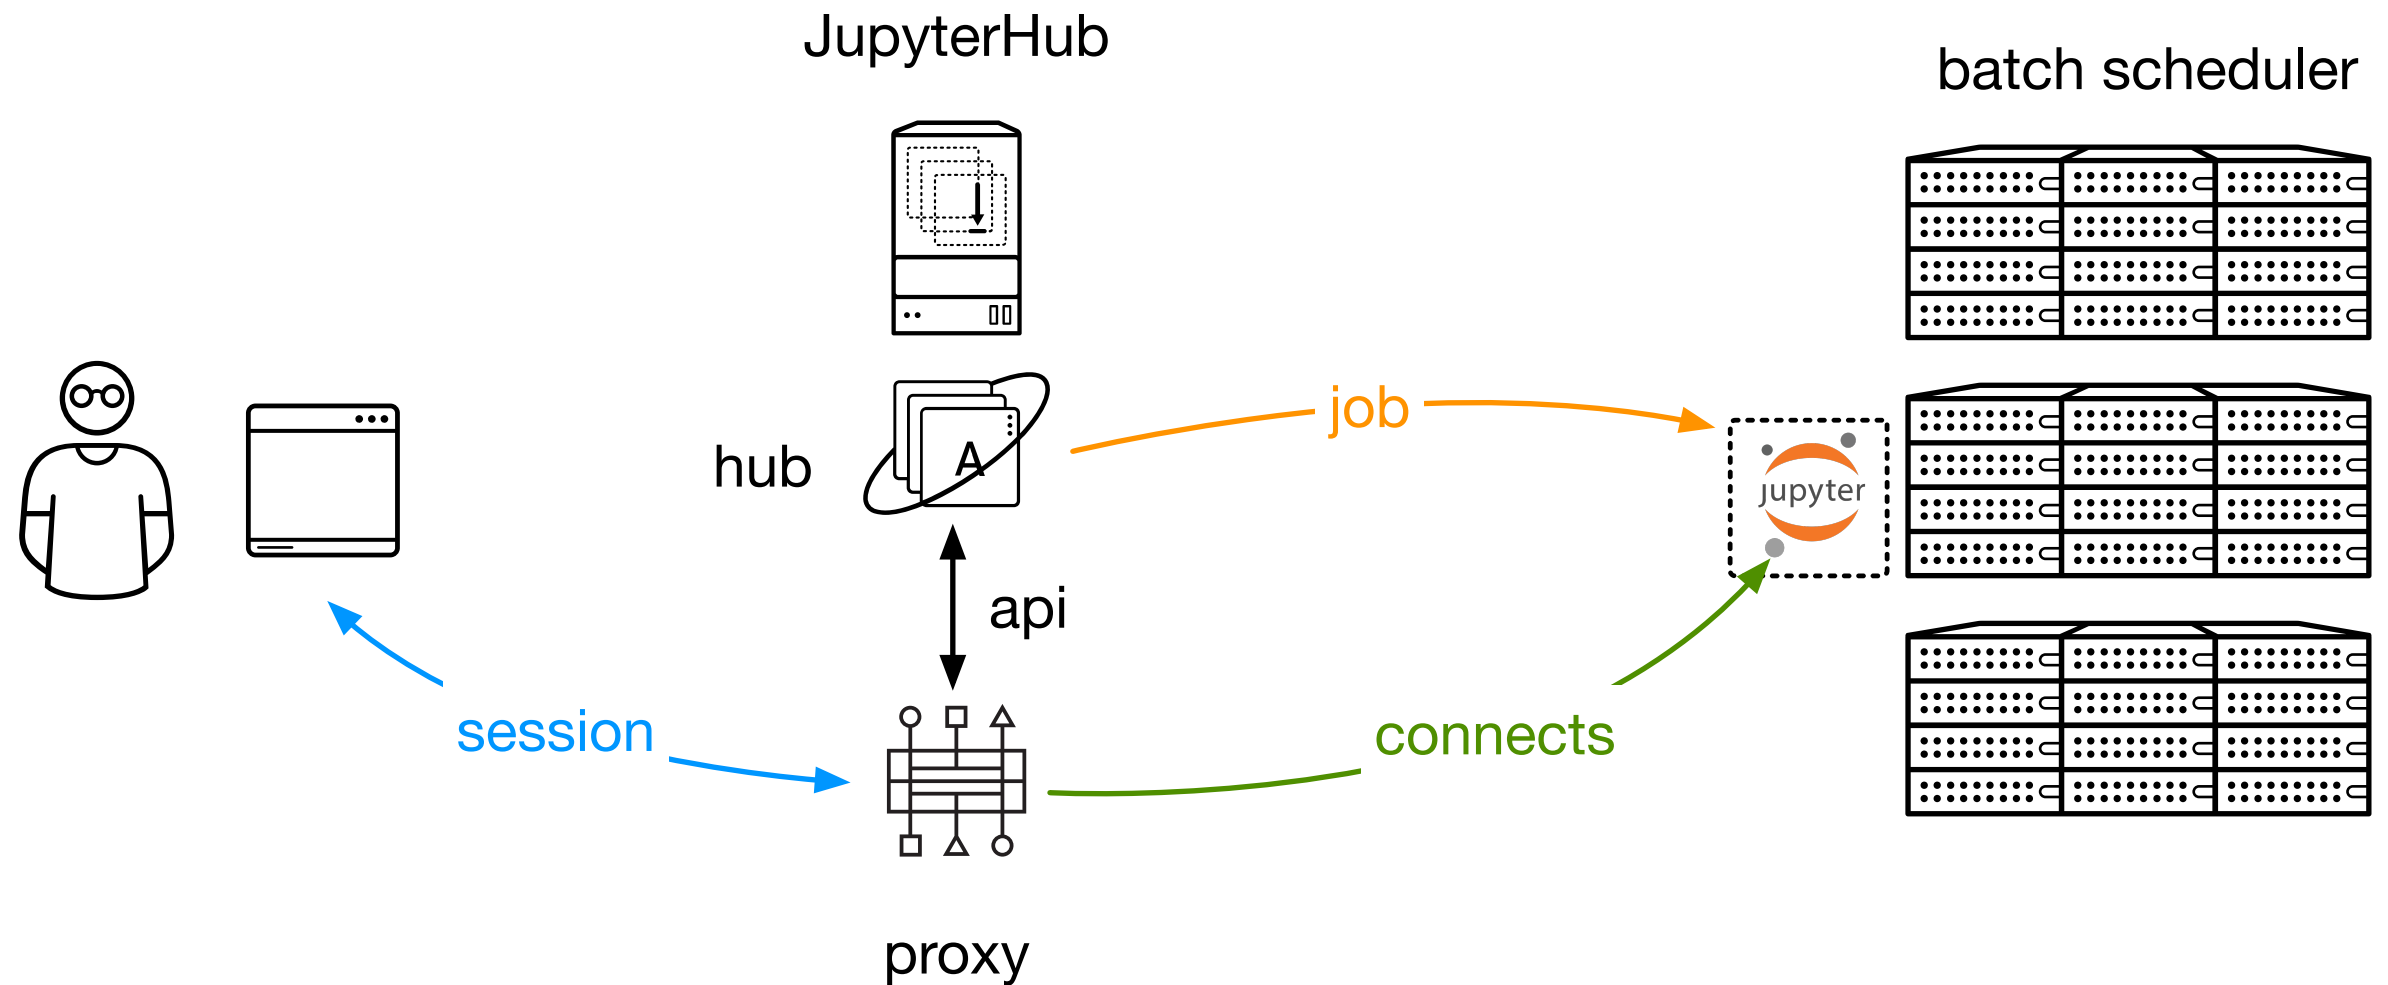 JupyterHub
batch scheduler
hub
A
job
jupyter
api
session
connects
proxy